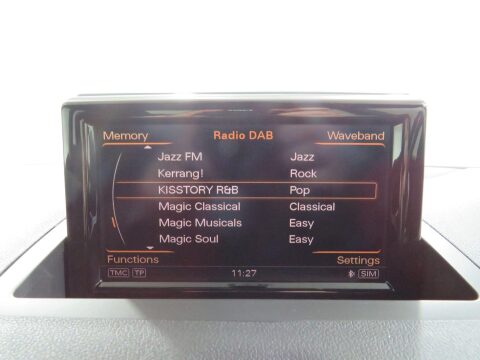 Memory Radio DAB Waveband
Jazz FM Jazz
Kerrang! Rock
KISSTORY R&B Pop
Magic Classical Classical
Magic Musicals Easy
Magic Soul Easy
Functions Settings
TMC TP 11:27 SIM